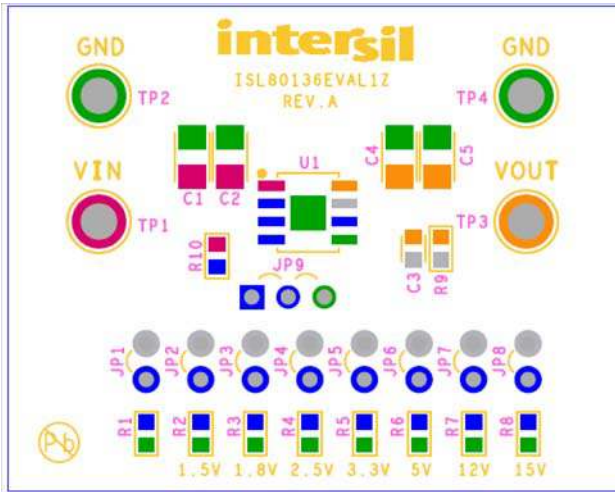 GND
intersil
GND
ISL80136EVAL1Z
REV.A
TP2
TP4
VIN
C1 C2
U1
C4
C5
VOUT
TP1
TP3
R10
JP9
C3
R9
JP1 JP2 JP3 JP4 JP5 JP6 JP7 JP8
R1 R2 R3 R4 R5 R6 R7 R8
Pb
1.5V 1.8V 2.5V 3.3V 5V 12V 15V